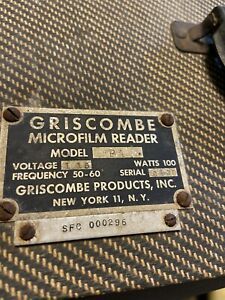 GRISCOMBE
MICROFILM READER
MODEL
VOLTAGE 115 WATTS 100
FREQUENCY 50-60 SERIAL
GRISCOMBE PRODUCTS, INC.
NEW YORK 11, N.Y.
SFC 000296